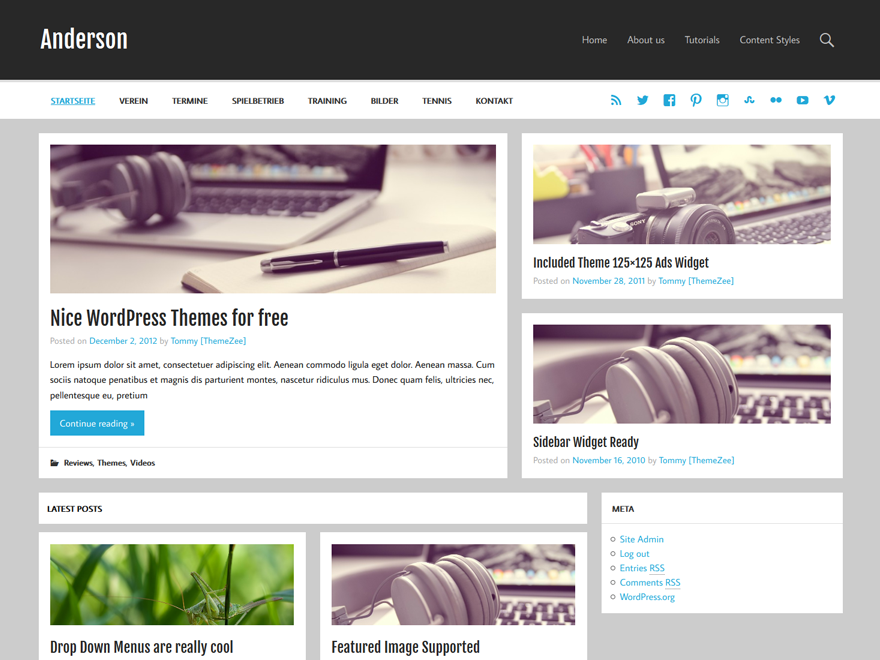 Anderson
Home About us Tutorials Content Styles
STARTSEITE VEREIN TERMINE SPIELBETRIEB TRAINING BILDER TENNIS KONTAKT
Nice WordPress Themes for free
Posted on December 2, 2012 by Tommy [ThemeZee]
Lorem ipsum dolor sit amet, consectetuer adipiscing elit. Aenean commodo ligula eget dolor. Aenean massa. Cum
sociis natoque penatibus et magnis dis parturient montes, nascetur ridiculus mus. Donec quam felis, ultricies nec,
pellentesque eu, pretium
Continue reading »
Reviews, Themes, Videos
SONY
Included Theme 125×125 Ads Widget
Posted on November 28, 2011 by Tommy [ThemeZee]
Sidebar Widget Ready
Posted on November 16, 2010 by Tommy [ThemeZee]
LATEST POSTS
Drop Down Menus are really cool
Featured Image Supported
META
Site Admin
Log out
Entries RSS
Comments RSS
WordPress.org